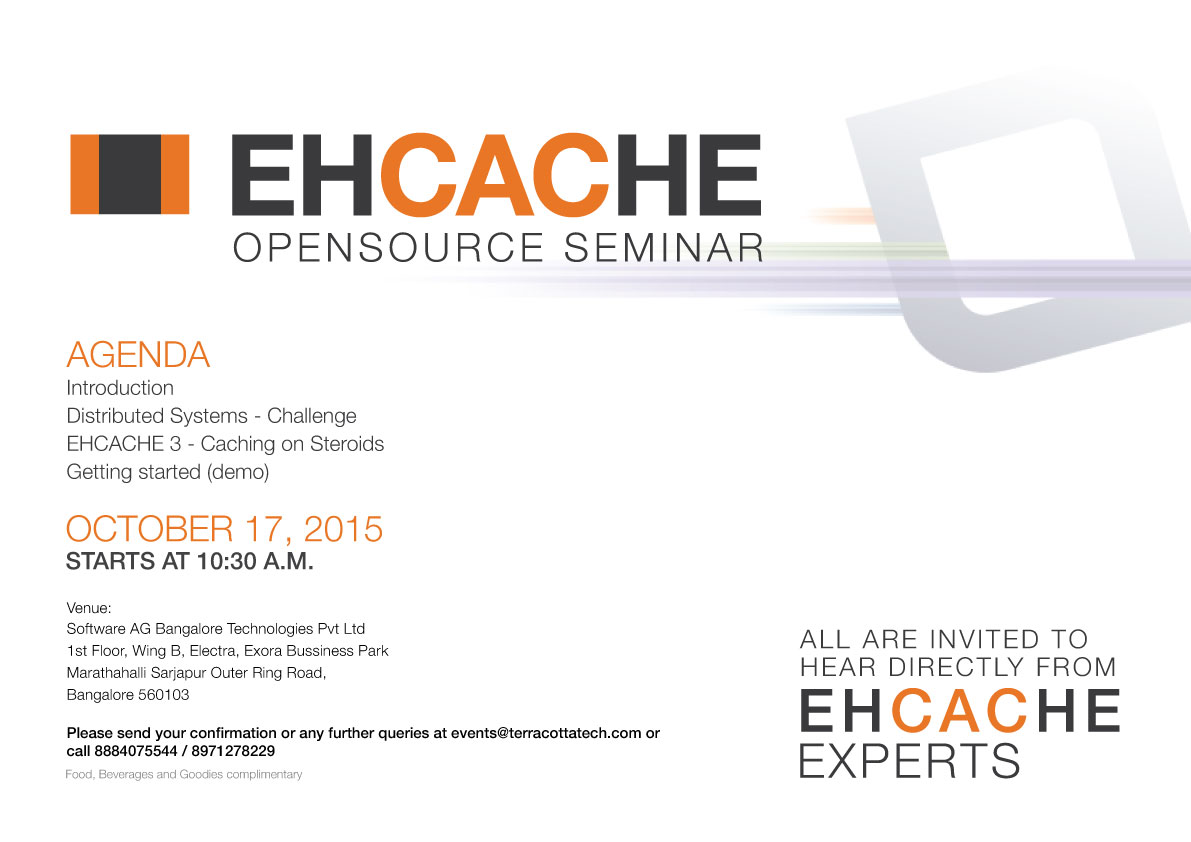 EHCACHE
OPENSOURCE SEMINAR
AGENDA
Introduction
Distributed Systems - Challenge
EHCACHE 3 - Caching on Steroids
Getting started (demo)
OCTOBER 17, 2015
STARTS AT 10:30 A.M.
Venue:
Software AG Bangalore Technologies Pvt Ltd
1st Floor, Wing B, Electra, Exora Bussiness Park
Marathahalli Sarjapur Outer Ring Road,
Bangalore 560103
Please send your confirmation or any further queries at events@terracottatech.com or
call 8884075544 / 8971278229
Food, Beverages and Goodies complimentary
ALL ARE INVITED TO
HEAR DIRECTLY FROM
EHCACHE
EXPERTS